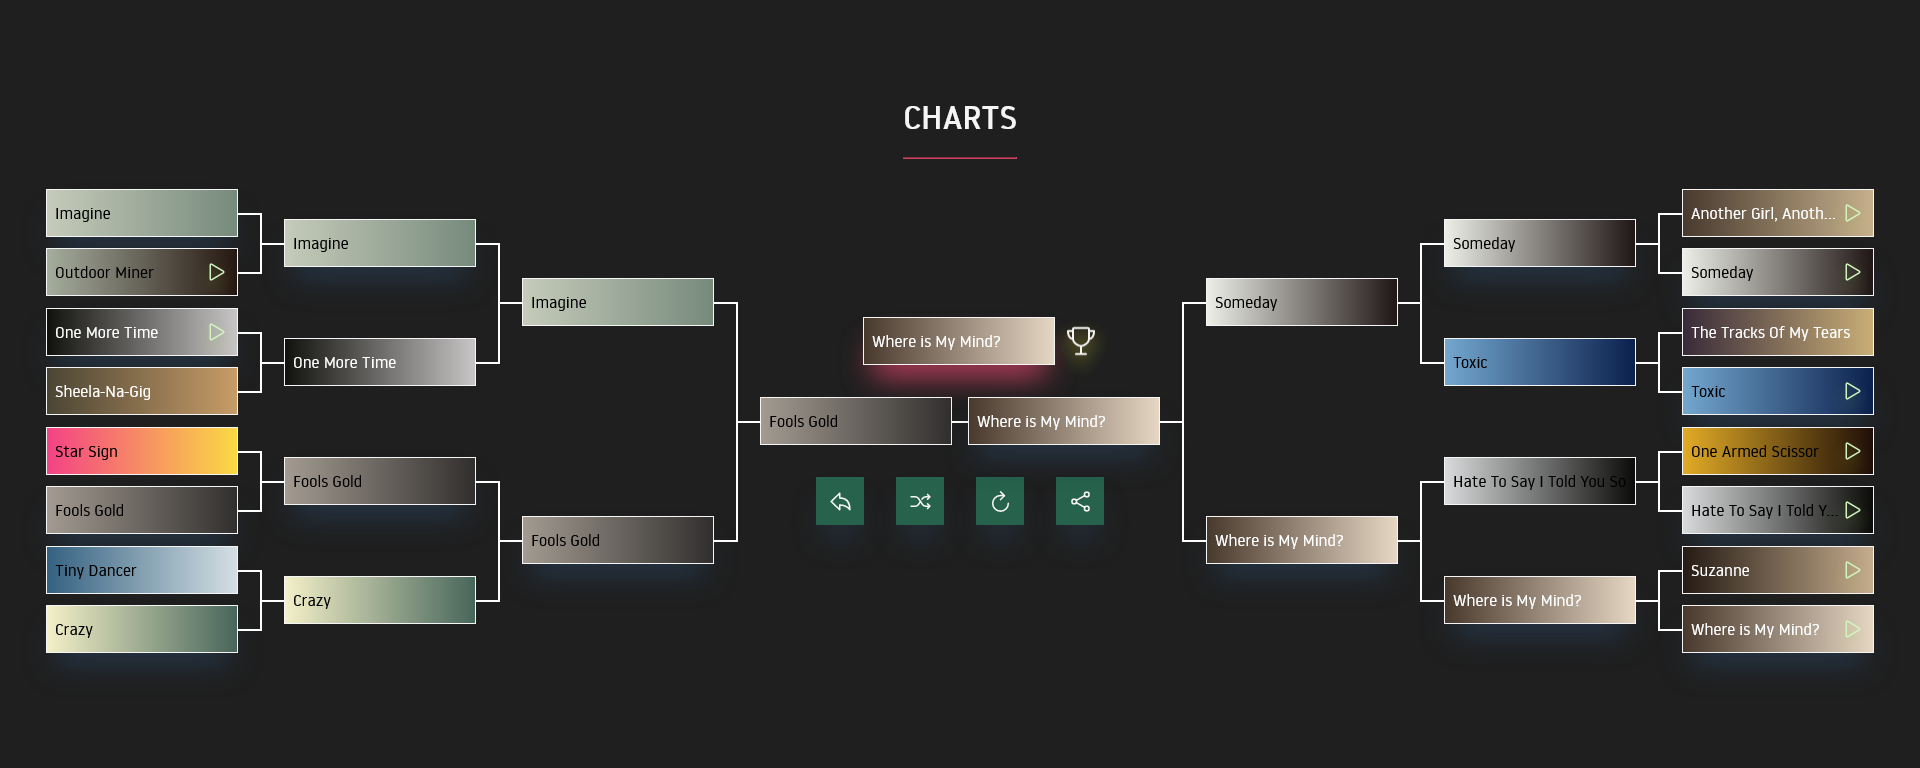 CHARTS
Imagine
Outdoor Miner
One More Time
Sheela-Na-Gig
Star Sign
Fools Gold
Tiny Dancer
Crazy
Imagine
One More Time
Fools Gold
Crazy
Imagine
Fools Gold
Where is My Mind?
Fools Gold
Where is My Mind?
Someday
Where is My Mind?
Someday
Toxic
Hate To Say I Told You So
Where is My Mind?
Another Girl, Anoth...
Someday
The Tracks Of My Tears
Toxic
One Armed Scissor
Hate To Say I Told Y...
Suzanne
Where is My Mind?